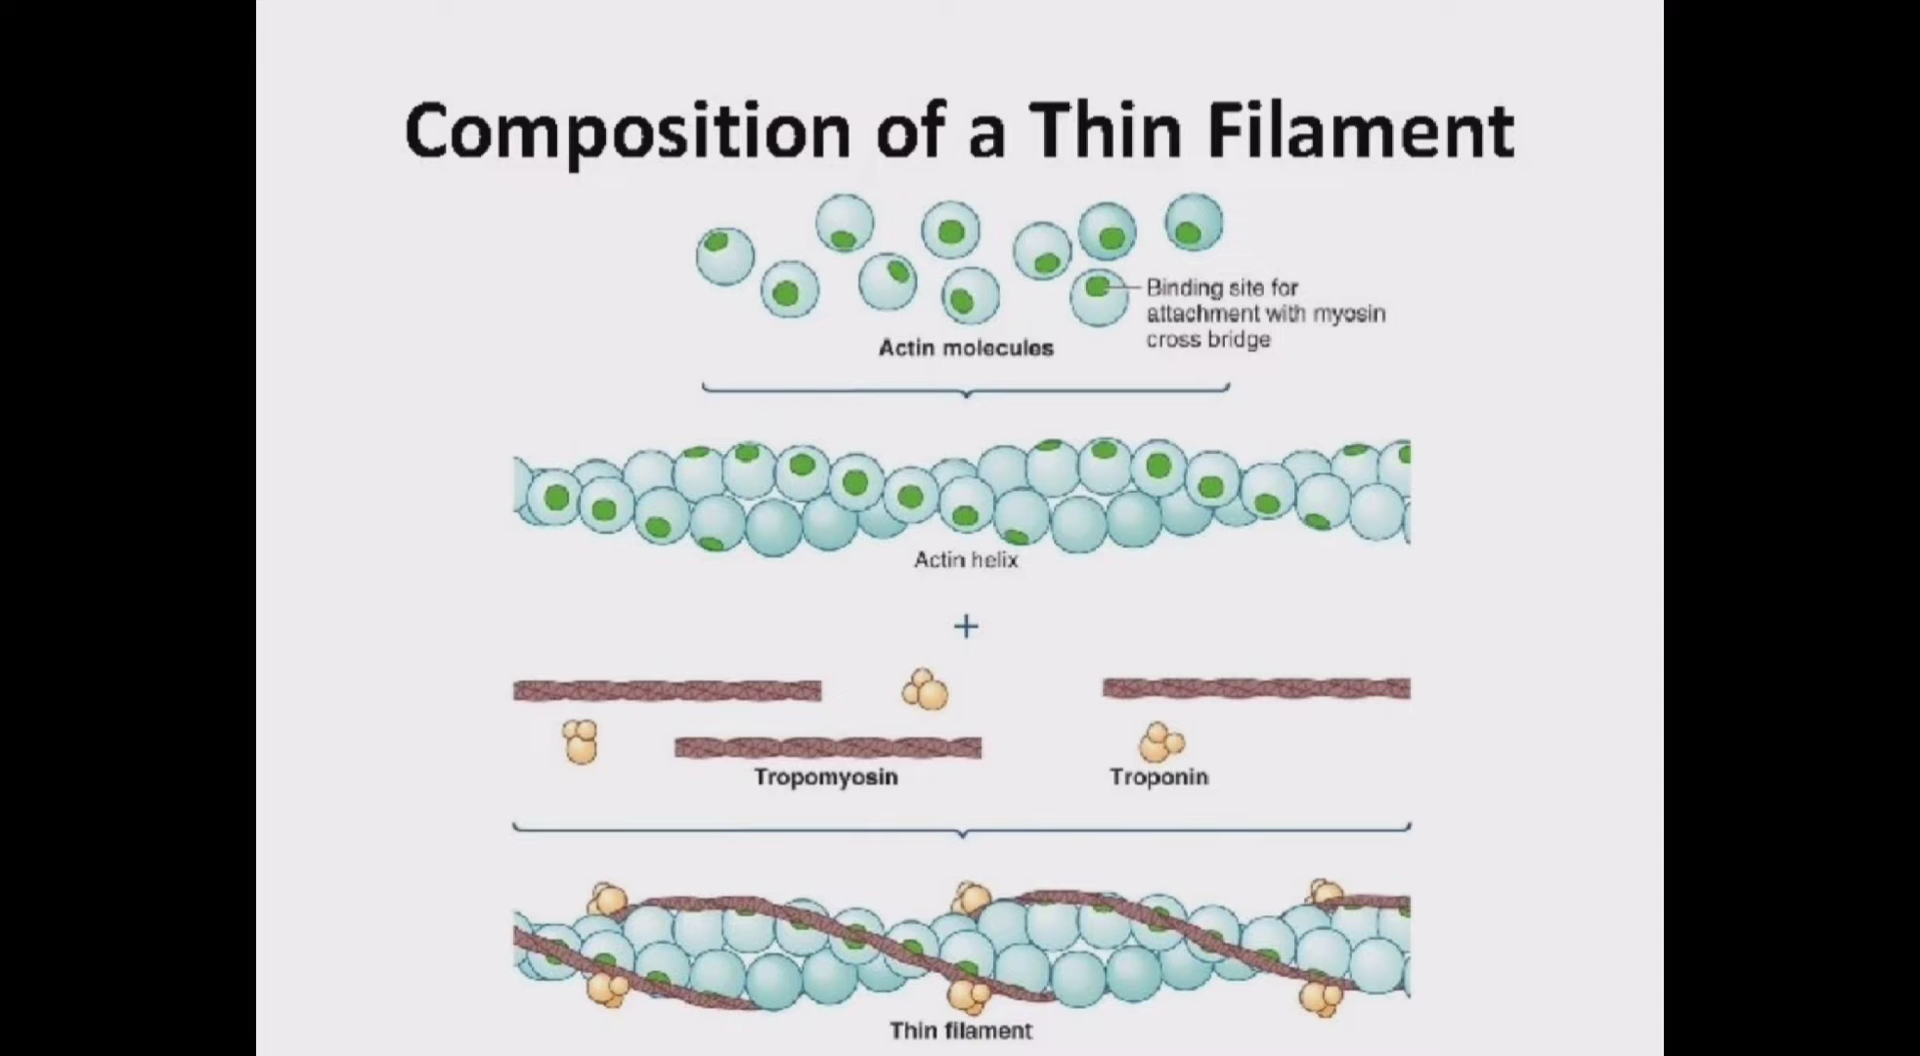 Composition of a Thin Filament
Binding site for
attachment with myosin
cross bridge
Actin molecules
Actin helix
+
Tropomyosin
Troponin
Thin filament